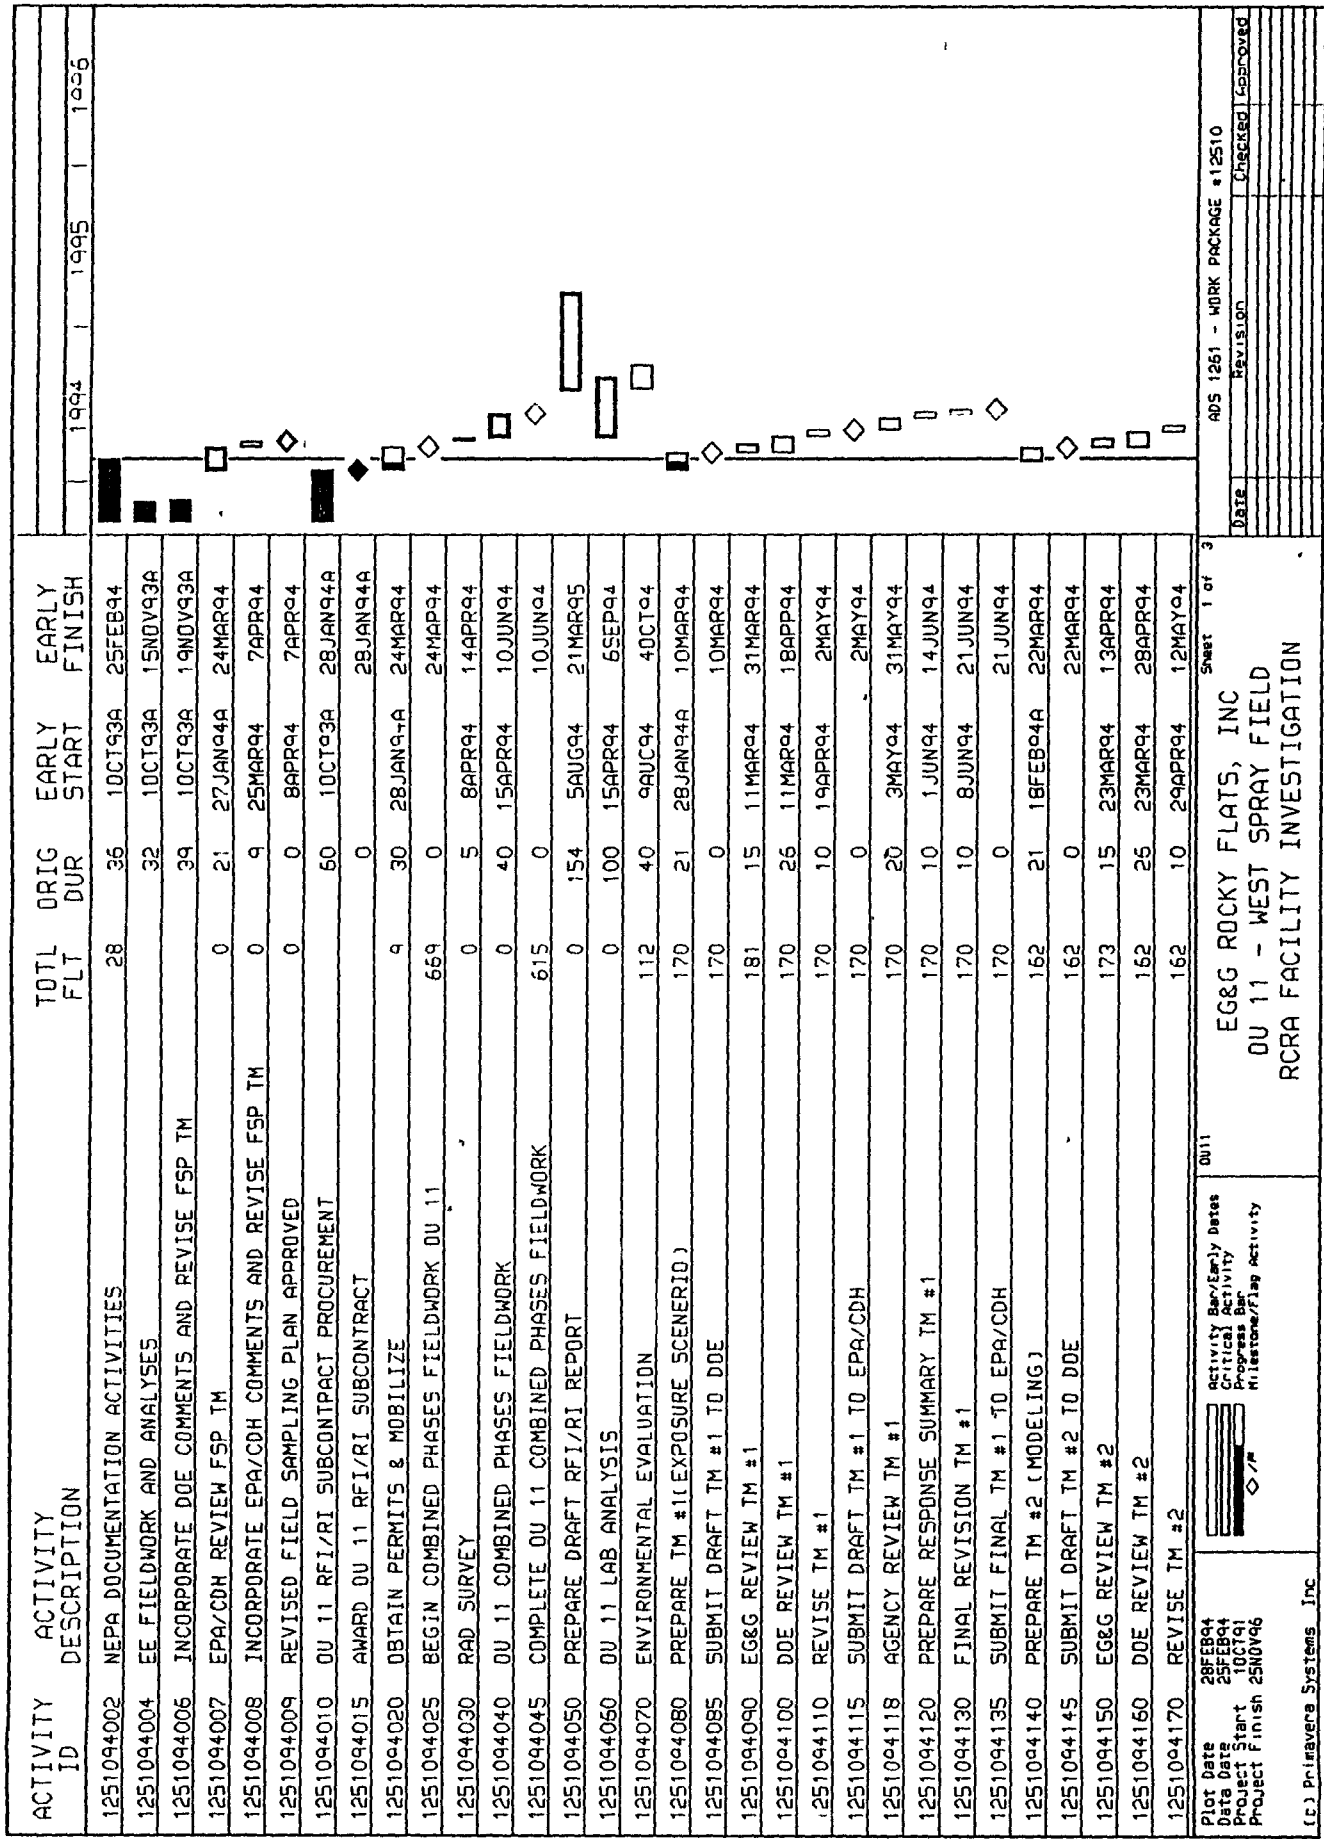 ACTIVITY ID ACTIVITY DESCRIPTION TOTL FLT ORIG DUR EARLY START EARLY FINISH 1994 1995 1996
1251094002 NEPA DOCUMENTATION ACTIVITIES 28 36 1OCT93A 25FEB94
1251094004 EE FIELDWORK AND ANALYSES 32 1OCT93A 15NOV93A
1251094006 INCORPORATE DOE COMMENTS AND REVISE FSP TM 39 1OCT93A 19NOV93A
1251094007 EPA/CDH REVIEW FSP TM 0 21 27JAN94A 24MAR94
1251094008 INCORPORATE EPA/CDH COMMENTS AND REVISE FSP TM 0 9 25MAR94 7APR94
1251094009 REVISED FIELD SAMPLING PLAN APPROVED 0 0 8APR94 7APR94
1251094010 OU 11 RFI/RI SUBCONTPACT PROCUREMENT 60 1OCT93A 28JAN94A
1251094015 AWARD OU 11 RFI/RI SUBCONTRACT 0 28JAN94A
1251094020 OBTAIN PERMITS & MOBILIZE 9 30 28JAN94A 24MAR94
1251094025 BEGIN COMBINED PHASES FIELDWORK OU 11 669 0 24MAP94
1251094030 RAD SURVEY 0 5 8APR94 14APR94
1251094040 OU 11 COMBINED PHASES FIELDWORK 0 40 15APR94 10JUN94
1251094045 COMPLETE OU 11 COMBINED PHASES FIELDWORK 615 0 10JUN94
1251094050 PREPARE DRAFT RFI/RI REPORT 0 154 5AUG94 21MAR95
1251094060 OU 11 LAB ANALYSIS 0 100 15APR94 6SEP94
1251094070 ENVIRONMENTAL EVALUATION 112 40 9AUG94 4OCT94
1251094080 PREPARE TM #1(EXPOSURE SCENERIO) 170 21 28JAN94A 10MAR94
1251094085 SUBMIT DRAFT TM #1 TO DOE 170 0 10MAR94
1251094090 EG&G REVIEW TM #1 181 15 11MAR94 31MAR94
1251094100 DOE REVIEW TM #1 170 26 11MAR94 18APP94
1251094110 REVISE TM #1 170 10 19APR94 2MAY94
1251094115 SUBMIT DRAFT TM #1 TO EPA/CDH 170 0 2MAY94
1251094118 AGENCY REVIEW TM #1 170 20 3MAY94 31MAY94
1251094120 PREPARE RESPONSE SUMMARY TM #1 170 10 1JUN94 14JUN94
1251094130 FINAL REVISION TM #1 170 10 8JUN94 21JUN94
1251094135 SUBMIT FINAL TM #1 TO EPA/CDH 170 0 21JUN94
1251094140 PREPARE TM #2 (MODELING) 162 21 18FEB94A 22MAR94
1251094145 SUBMIT DRAFT TM #2 TO DOE 162 0 22MAR94
1251094150 EG&G REVIEW TM #2 173 15 23MAR94 13APR94
1251094160 DOE REVIEW TM #2 162 26 23MAR94 28APR94
1251094170 REVISE TM #2 162 10 29APR94 12MAY94
Plot Date 28FEB94
Data Date 25FEB94
Project Start 1OCT91
Project Finish 25NOV96
(c) Primavera Systems Inc
Activity Bar/Early Dates
Critical Activity
Progress Bar
Milestone/Flag Activity
OU11
EG&G ROCKY FLATS, INC
OU 11 - WEST SPRAY FIELD
RCRA FACILITY INVESTIGATION
Sheet 1 of 3
ADS 1261 - WORK PACKAGE #12510
Date Revision Checked Approved